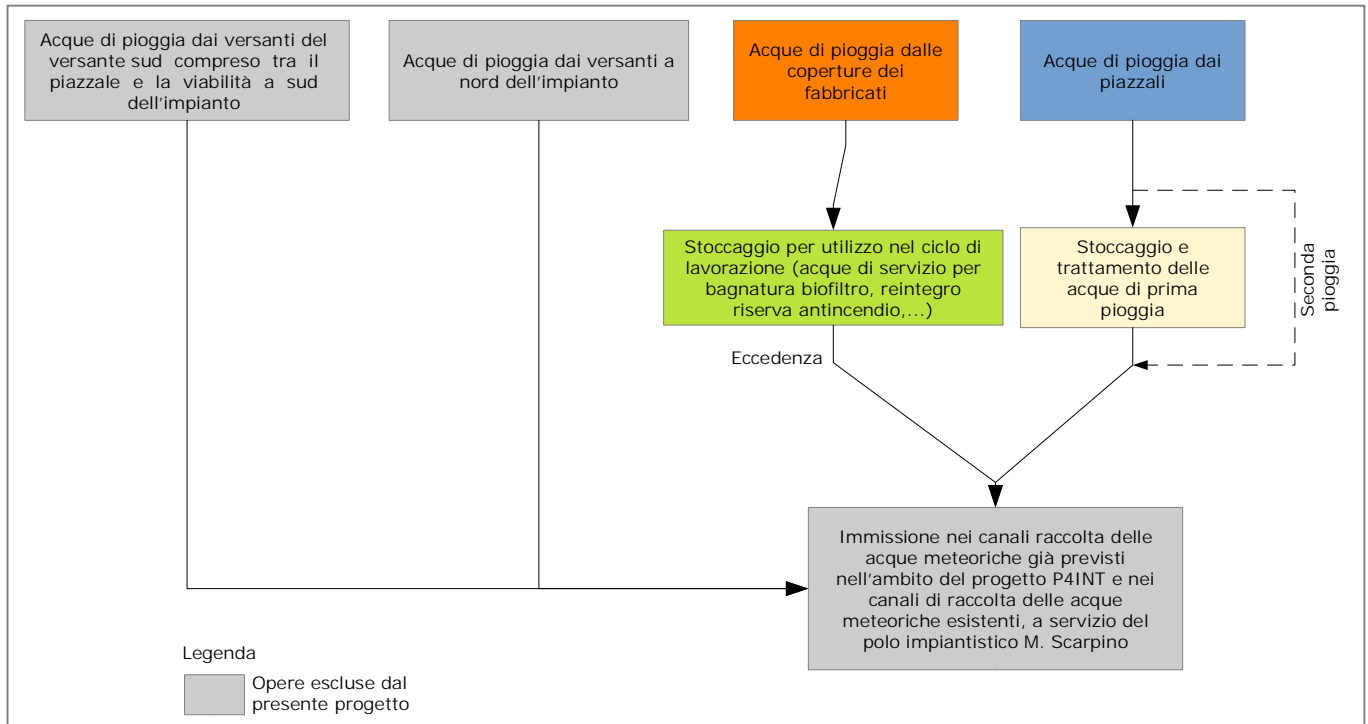 Acque di pioggia dai versanti del
versante sud compreso tra il
piazzale e la viabilità a sud
dell'impianto
Acque di pioggia dai versanti a
nord dell'impianto
Acque di pioggia dalle
coperture dei
fabbricati
Acque di pioggia dai
piazzali
Stoccaggio per utilizzo nel ciclo di
lavorazione (acque di servizio per
bagnatura biofiltro, reintegro
riserva antincendio,...)
Stoccaggio e
trattamento delle
acque di prima
pioggia
Seconda
pioggia
Eccedenza
Immissione nei canali raccolta delle
acque meteoriche già previsti
nell'ambito del progetto P4INT e nei
canali di raccolta delle acque
meteoriche esistenti, a servizio del
polo impiantistico M. Scarpino
Legenda
Opere escluse dal
presente progetto